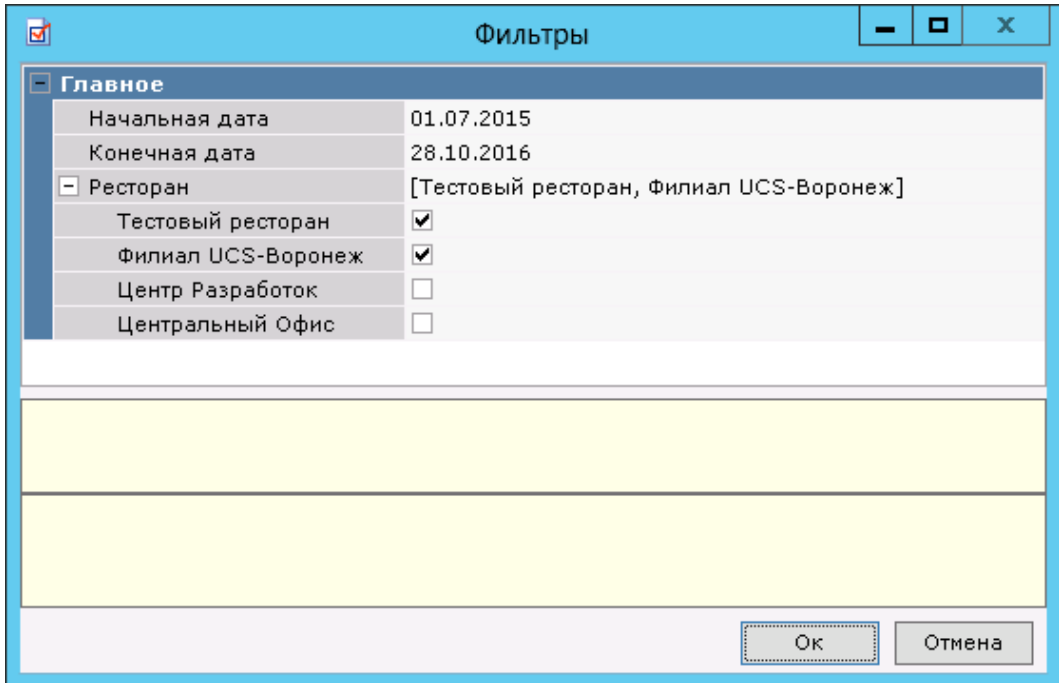 Фильтры
Главное
Начальная дата 01.07.2015
Конечная дата 28.10.2016
Ресторан [Тестовый ресторан, Филиал UCS-Воронеж]
Тестовый ресторан
Филиал UCS-Воронеж
Центр Разработок
Центральный Офис
Ок Отмена